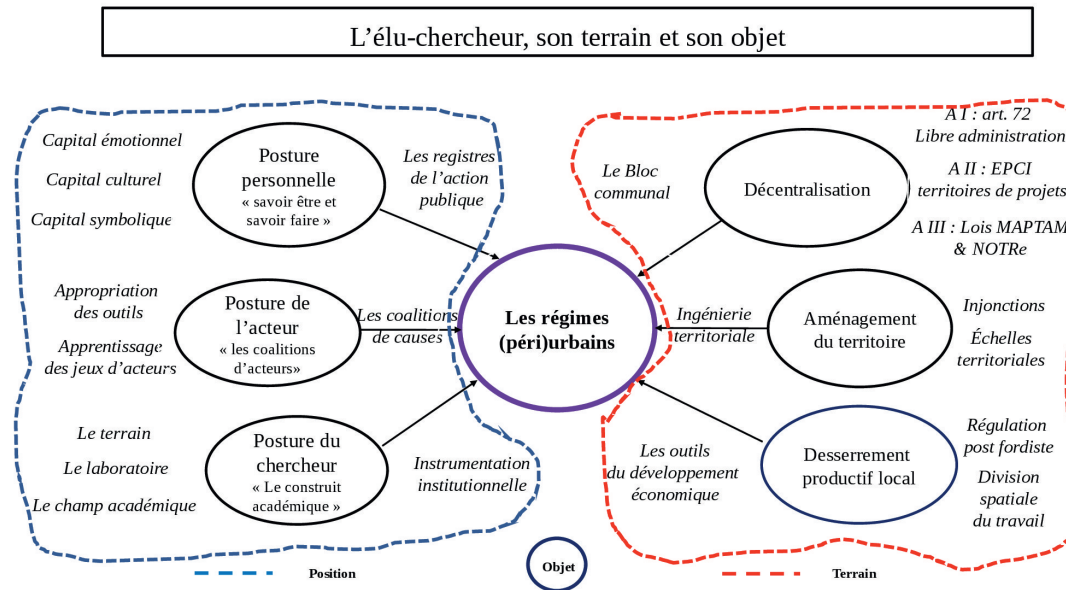 L’élu-chercheur, son terrain et son objet
Capital émotionnel
Capital culturel
Capital symbolique
Posture
personnelle
« savoir être et
savoir faire »
Les registres
de l’action
publique
Appropriation
des outils
Apprentissage
des jeux d’acteurs
Posture de
l’acteur
« les coalitions
d’acteurs»
Les coalitions
de causes
Le terrain
Le laboratoire
Le champ académique
Posture du
chercheur
« Le construit
académique »
Instrumentation
institutionnelle
Les régimes
(péri)urbains
Le Bloc
communal
Décentralisation
A I : art. 72
Libre administration
A II : EPCI
territoires de projets
A III : Lois MAPTAM
& NOTRe
Ingénierie
territoriale
Aménagement
du territoire
Injonctions
Échelles
territoriales
Les outils
du développement
économique
Desserrement
productif local
Régulation
post fordiste
Division
spatiale
du travail
Position
Objet
Terrain